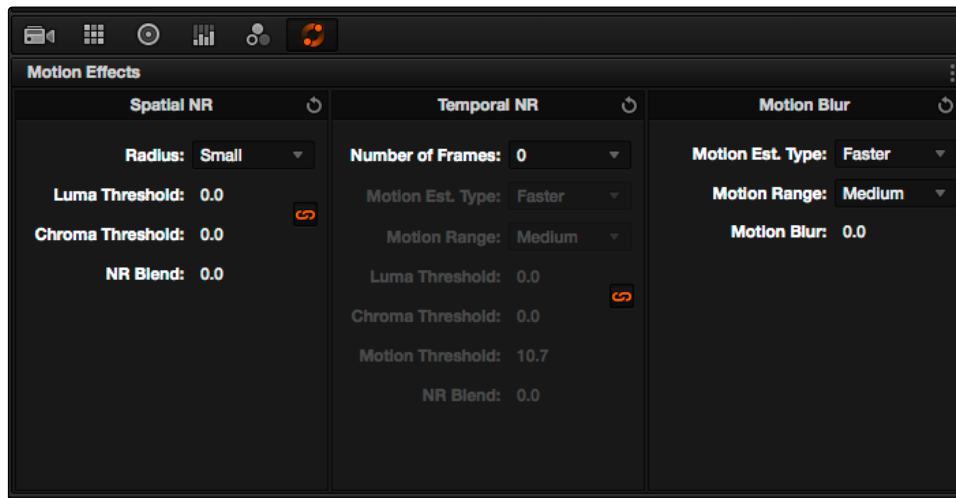 Motion Effects
Spatial NR
Radius: Small
Luma Threshold: 0.0
Chroma Threshold: 0.0
NR Blend: 0.0
Temporal NR
Number of Frames: 0
Motion Est. Type: Faster
Motion Range: Medium
Luma Threshold: 0.0
Chroma Threshold: 0.0
Motion Threshold: 10.7
NR Blend: 0.0
Motion Blur
Motion Est. Type: Faster
Motion Range: Medium
Motion Blur: 0.0